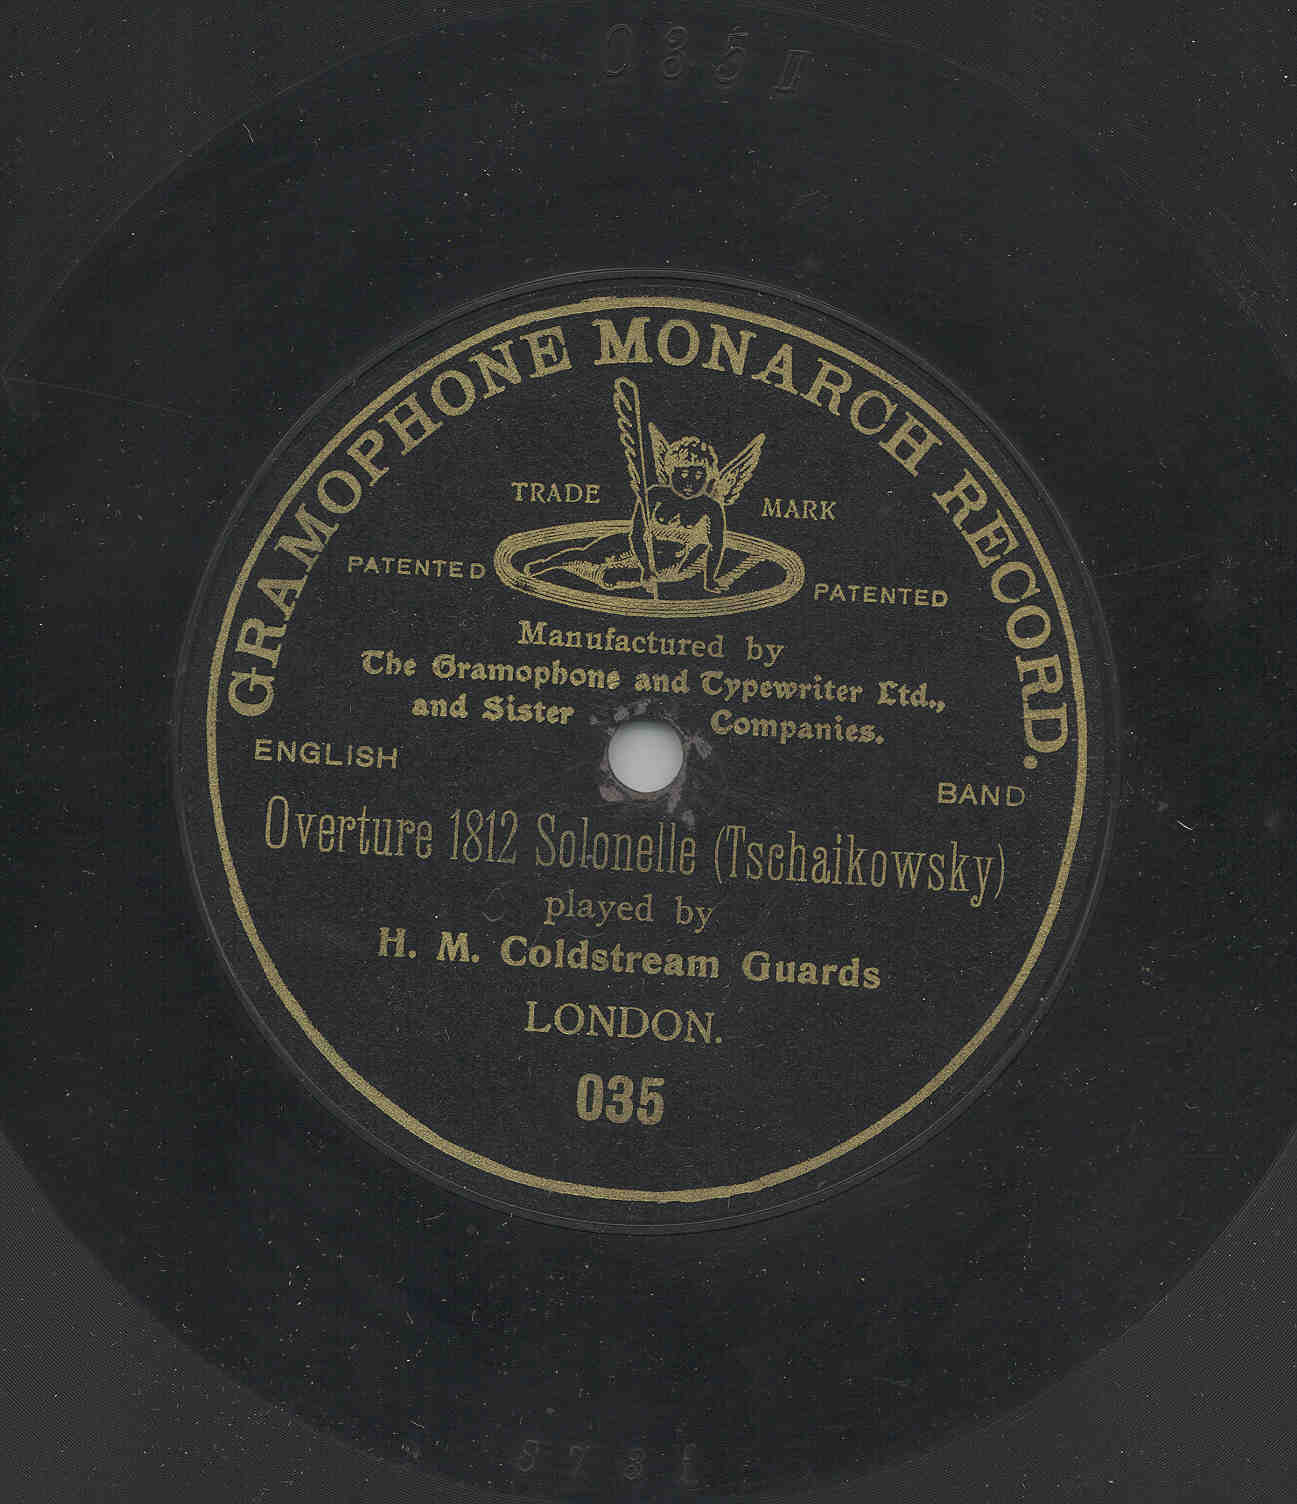 035 II
GRAMOPHONE MONARCH RECORD.
TRADE MARK
PATENTED PATENTED
Manufactured by
The Gramophone and Typewriter Ltd.,
and Sister Companies.
ENGLISH BAND
Overture 1812 Solonelle (Tschaikowsky)
played by
H. M. Coldstream Guards
LONDON.
035